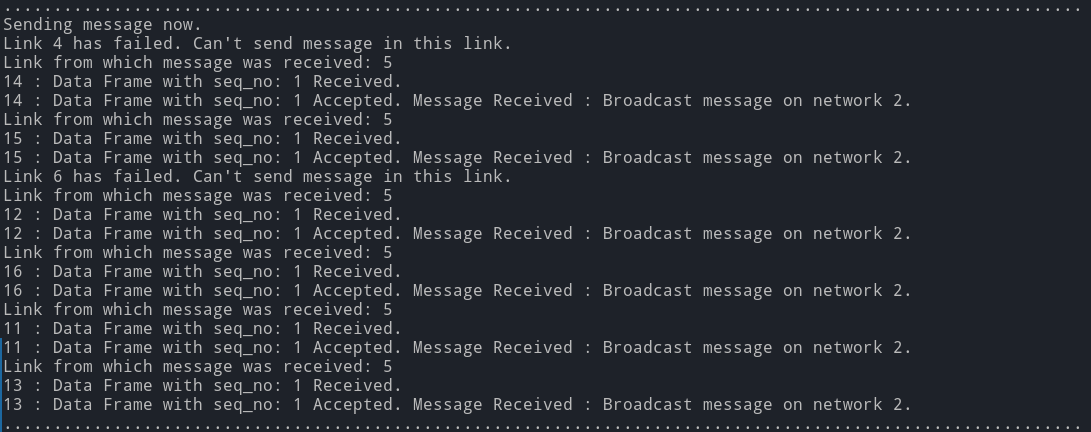 ............................................................................................................
Sending message now.
Link 4 has failed. Can't send message in this link.
Link from which message was received: 5
14 : Data Frame with seq_no: 1 Received.
14 : Data Frame with seq_no: 1 Accepted. Message Received : Broadcast message on network 2.
Link from which message was received: 5
15 : Data Frame with seq_no: 1 Received.
15 : Data Frame with seq_no: 1 Accepted. Message Received : Broadcast message on network 2.
Link 6 has failed. Can't send message in this link.
Link from which message was received: 5
12 : Data Frame with seq_no: 1 Received.
12 : Data Frame with seq_no: 1 Accepted. Message Received : Broadcast message on network 2.
Link from which message was received: 5
16 : Data Frame with seq_no: 1 Received.
16 : Data Frame with seq_no: 1 Accepted. Message Received : Broadcast message on network 2.
Link from which message was received: 5
11 : Data Frame with seq_no: 1 Received.
11 : Data Frame with seq_no: 1 Accepted. Message Received : Broadcast message on network 2.
Link from which message was received: 5
13 : Data Frame with seq_no: 1 Received.
13 : Data Frame with seq_no: 1 Accepted. Message Received : Broadcast message on network 2.
............................................................................................................